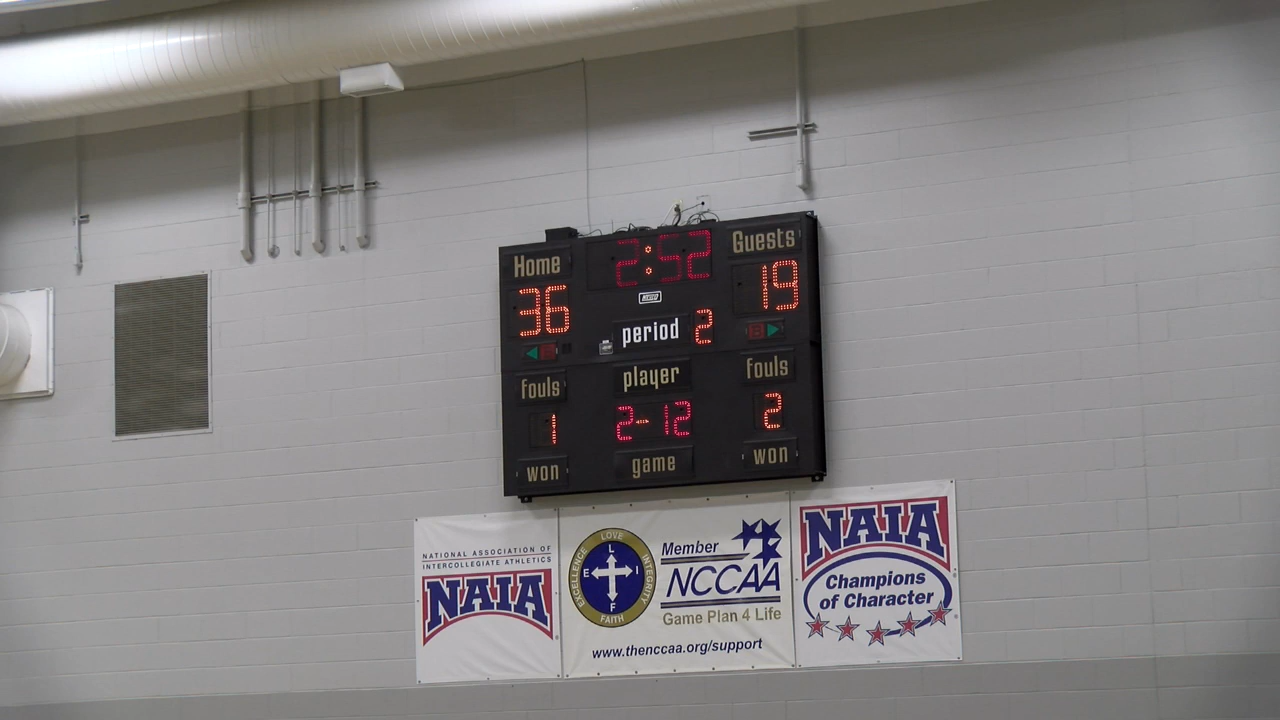 2:52
Home
Guests
36
19
period 2
B
B
fouls
player
fouls
1
2-12
2
won
game
won
NATIONAL ASSOCIATION OF
INTERCOLLEGIATE ATHLETICS
NAIA
LOVE
EXCELLENCE
INTEGRITY
FAITH
L
E I
F
Member
NCCAA
Game Plan 4 Life
www.thenccaa.org/support
NAIA
Champions
of Character